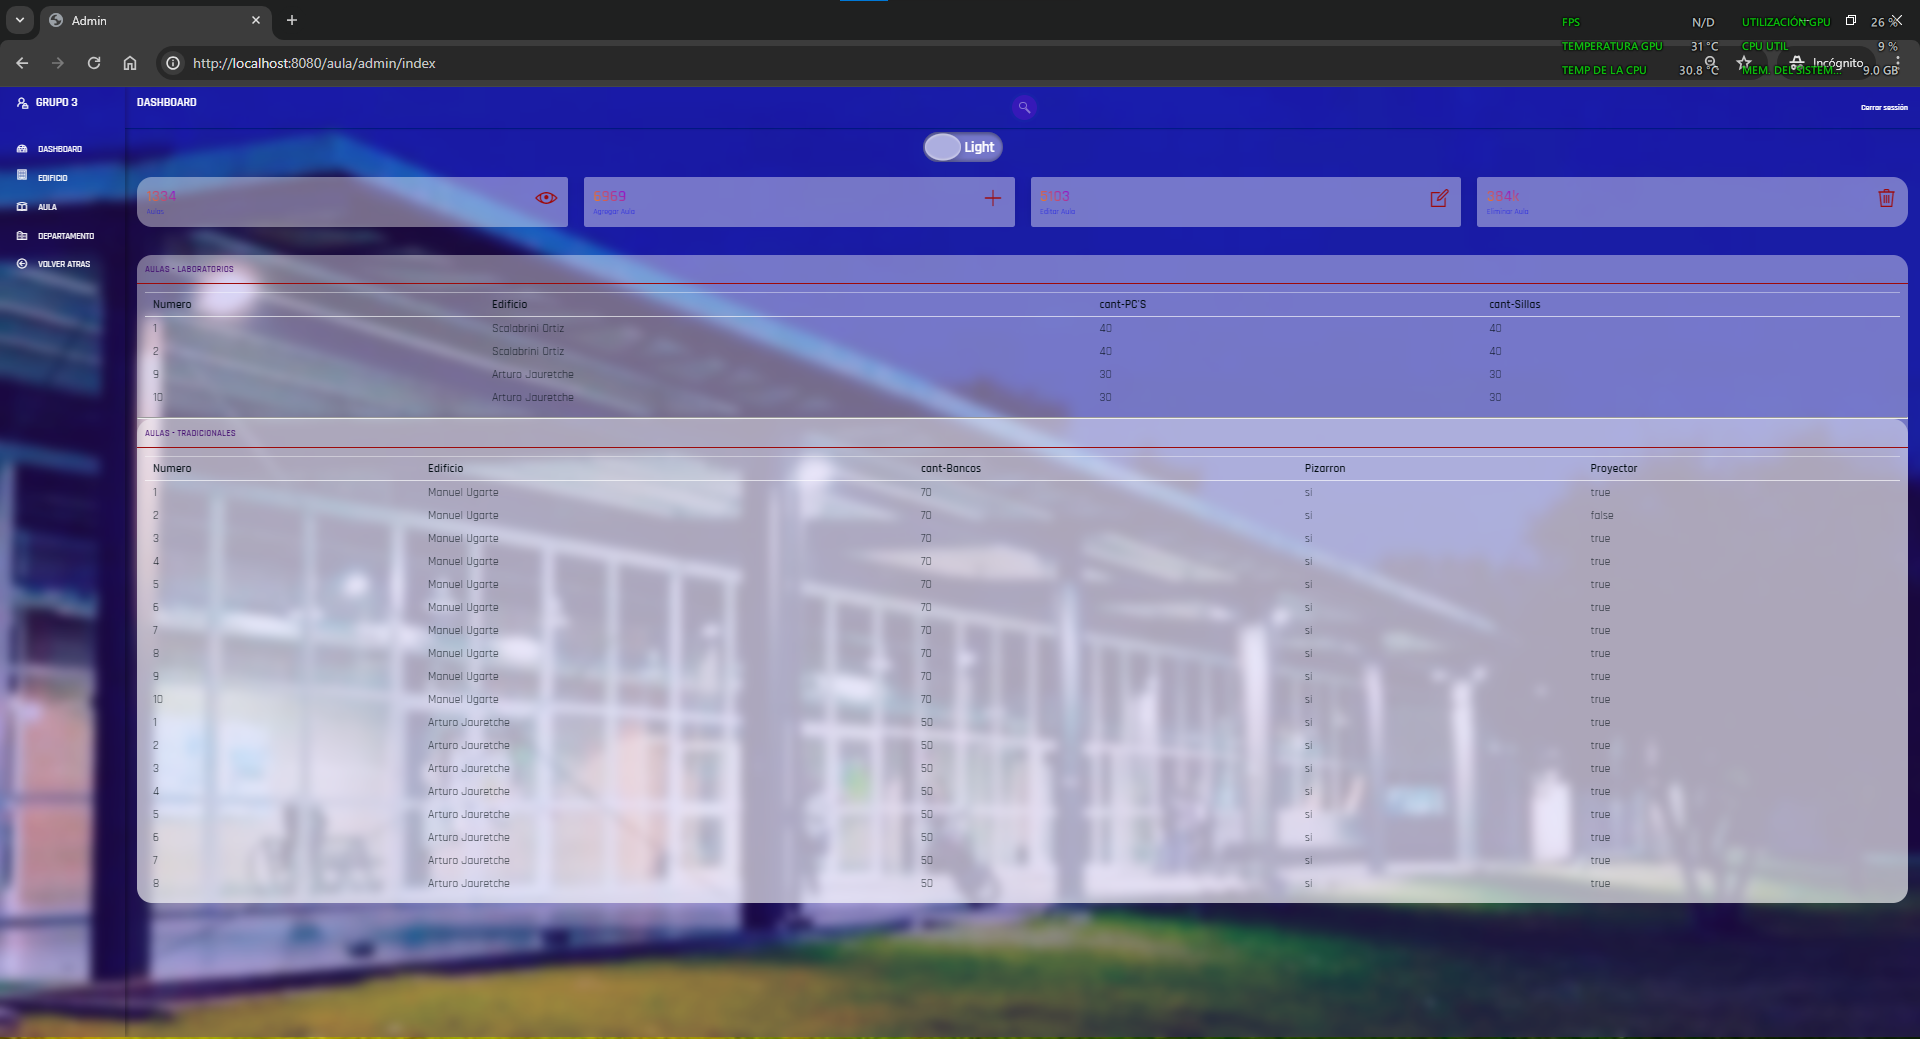 Admin
http://localhost:8080/aula/admin/index
Incógnito
FPS N/D UTILIZACIÓN GPU 26 %
TEMPERATURA GPU 31 °C CPU UTIL 9 %
TEMP DE LA CPU 30.8 °C MEM. DEL SISTEM... 9.0 GB
GRUPO 3
DASHBOARD
Cerrar sessión
DASHBOARD
EDIFICIO
AULA
DEPARTAMENTO
VOLVER ATRAS
Light
Aulas
Agregar Aula
Editar Aula
Eliminar Aula
AULAS - LABORATORIOS
Numero Edificio cant-PC'S cant-Sillas
1 Scalabrini Ortiz 40 40
2 Scalabrini Ortiz 40 40
9 Arturo Jauretche 30 30
10 Arturo Jauretche 30 30
AULAS - TRADICIONALES
Numero Edificio cant-Bancos Pizarron Proyector
1 Manuel Ugarte 70 si true
2 Manuel Ugarte 70 si false
3 Manuel Ugarte 70 si true
4 Manuel Ugarte 70 si true
5 Manuel Ugarte 70 si true
6 Manuel Ugarte 70 si true
7 Manuel Ugarte 70 si true
8 Manuel Ugarte 70 si true
9 Manuel Ugarte 70 si true
10 Manuel Ugarte 70 si true
1 Arturo Jauretche 50 si true
2 Arturo Jauretche 50 si true
3 Arturo Jauretche 50 si true
4 Arturo Jauretche 50 si true
5 Arturo Jauretche 50 si true
6 Arturo Jauretche 50 si true
7 Arturo Jauretche 50 si true
8 Arturo Jauretche 50 si true